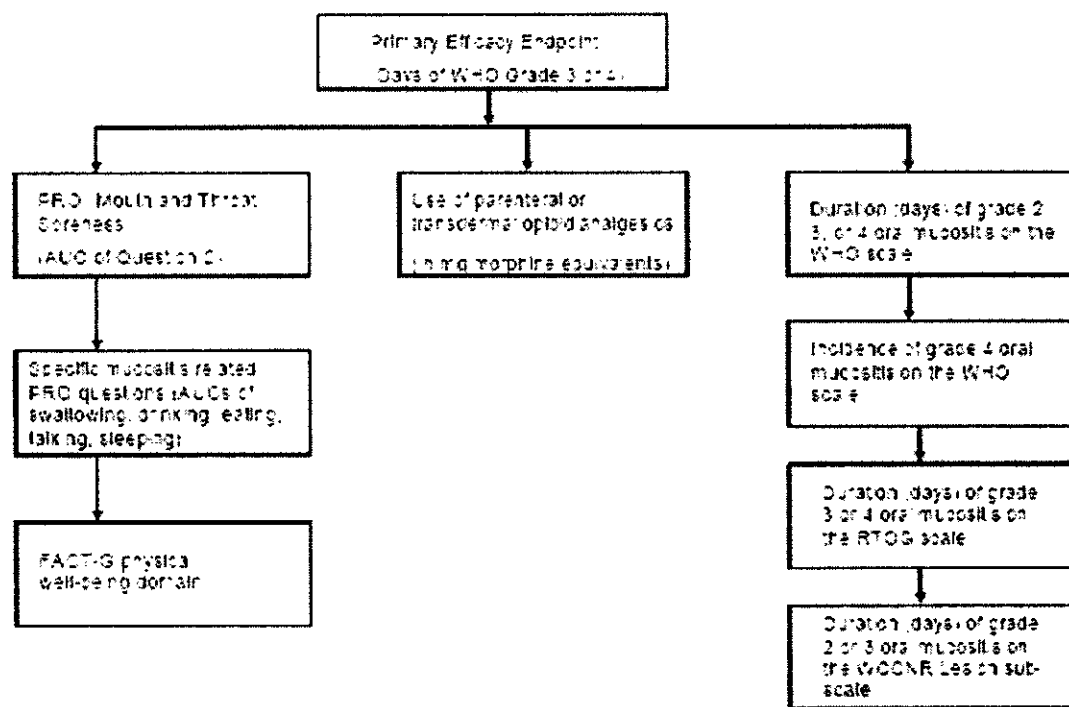 Primary Efficacy Endpoint
(Days of WHO Grade 3 or 4)
PRO: Mouth and Throat
Soreness
(AUC of Question 2)
Use of parenteral or
transdermal opioid analgesics
(in mg morphine equivalents)
Duration (days) of grade 2
3, or 4 oral mucositis on the
WHO scale
Specific mucositis related
PRO questions (AUCs of
swallowing, drinking, eating,
talking, sleeping)
Incidence of grade 4 oral
mucositis on the WHO
scale
FACT-G physical
well-being domain
Duration (days) of grade
3 or 4 oral mucositis on
the RTOG scale
Duration (days) of grade
2 or 3 oral mucositis on
the WCCNR Lesion sub-
scale